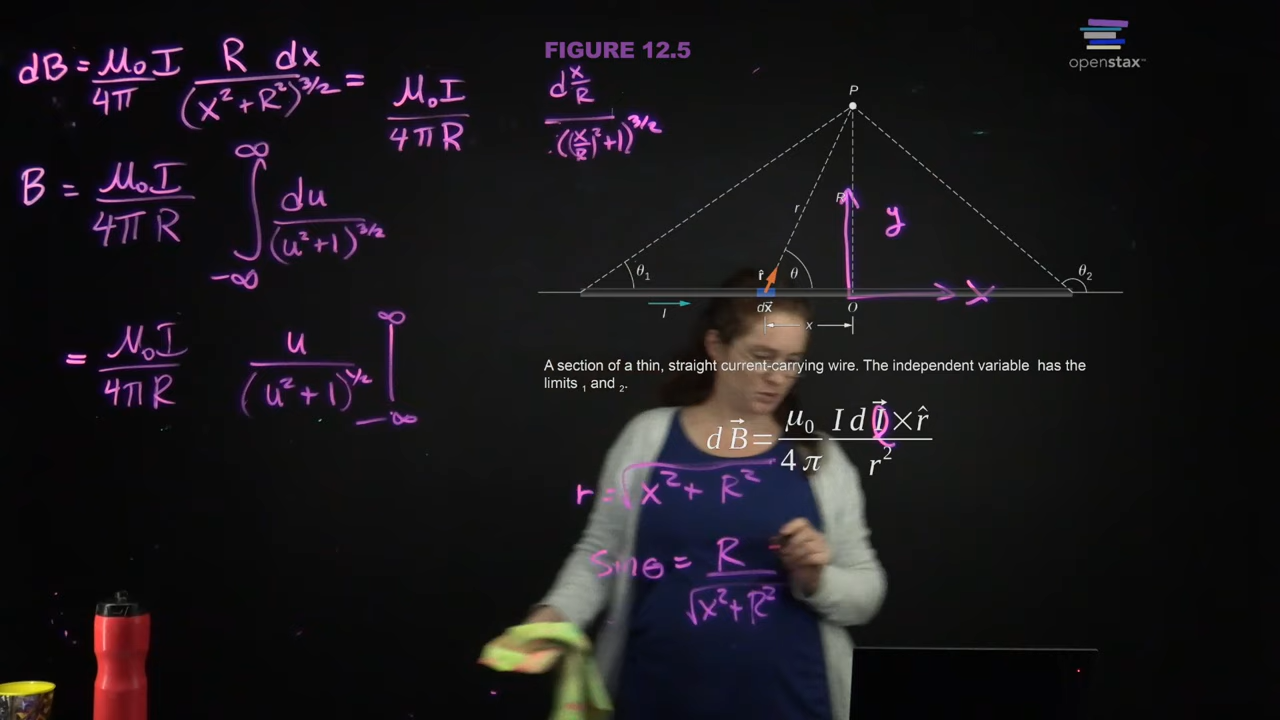 dB = μ₀I/4π R dx/(x² + R²)^3/2 = μ₀I/4πR d x/R/((x/R)² + 1)^3/2
B = μ₀I/4πR ∫_-∞^∞ du/(u² + 1)^3/2
= μ₀I/4πR u/(u² + 1)^1/2 |_-∞^∞
FIGURE 12.5
openstax™
P
r
R
y
θ₁
r̂
θ
θ₂
I
dx⃗
O
X
x
A section of a thin, straight current-carrying wire. The independent variable has the
limits ₁ and ₂.
dB⃗ = μ₀/4π I d l⃗ × r̂/r²
r = √x² + R²
sinθ = R/√x² + R²